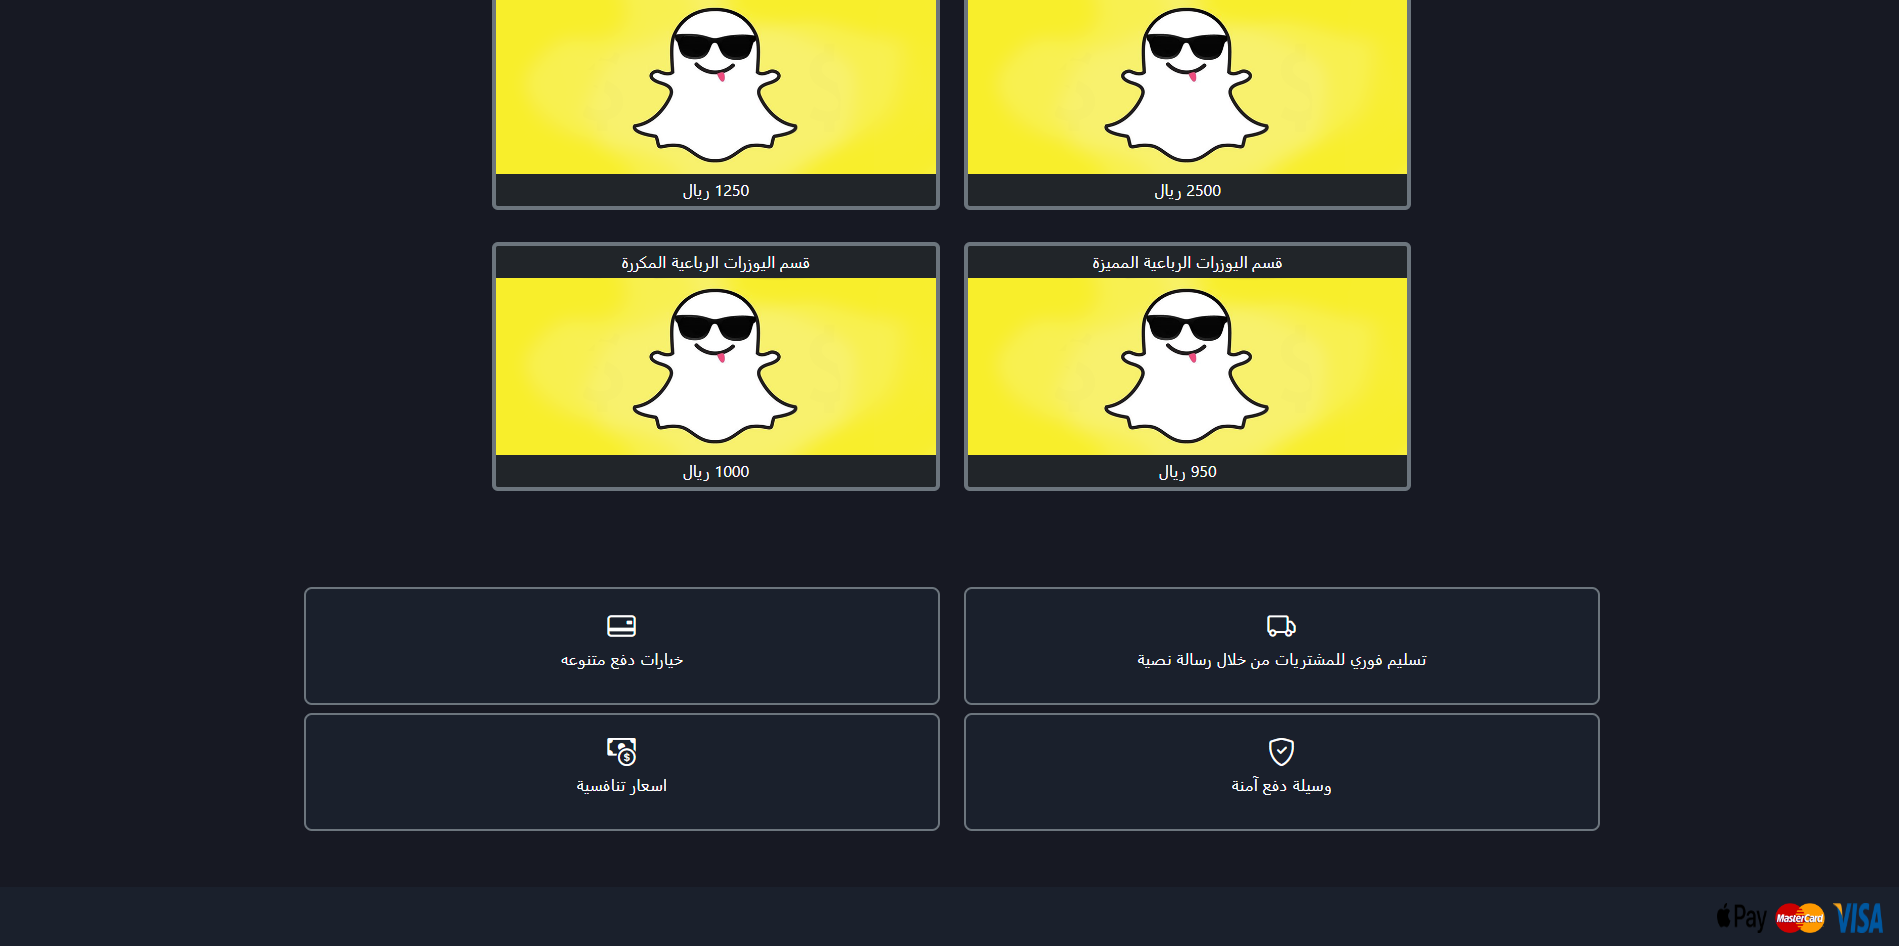 2500 ريال
1250 ريال
قسم اليوزرات الرباعية المميزة
قسم اليوزرات الرباعية المكررة
950 ريال
1000 ريال
تسليم فوري للمشتريات من خلال رسالة نصية
خيارات دفع متنوعه
وسيلة دفع آمنة
اسعار تنافسية
Pay MasterCard VISA